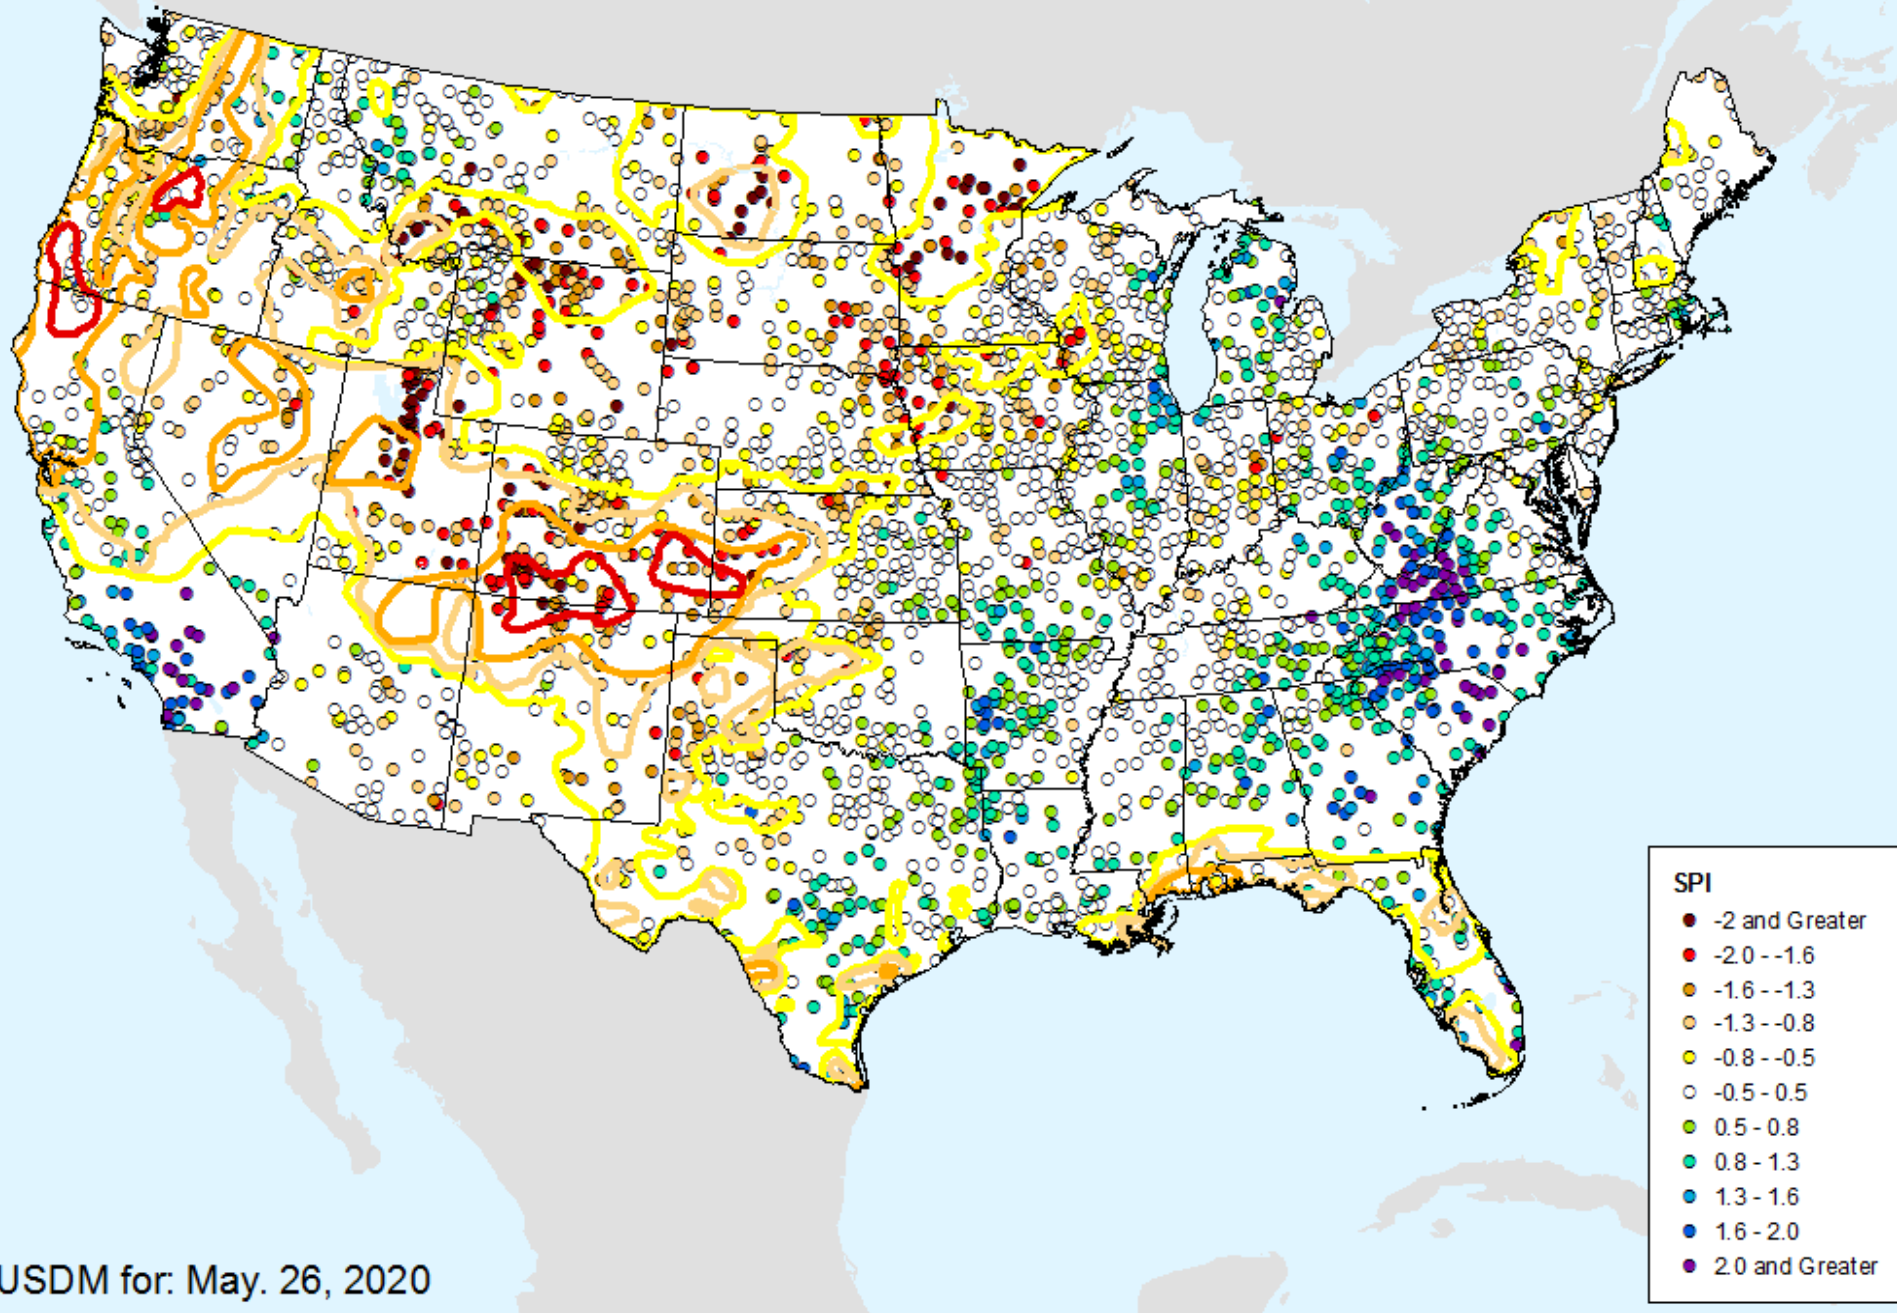 SPI
-2 and Greater
-2.0 - -1.6
-1.6 - -1.3
-1.3 - -0.8
-0.8 - -0.5
-0.5 - 0.5
0.5 - 0.8
0.8 - 1.3
1.3 - 1.6
1.6 - 2.0
2.0 and Greater
USDM for: May. 26, 2020